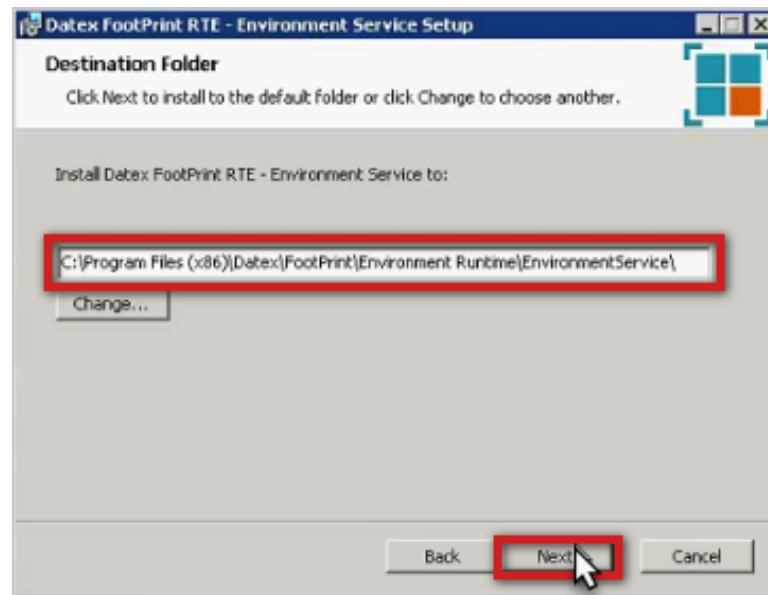 Datex FootPrint RTE - Environment Service Setup
Destination Folder
Click Next to install to the default folder or click Change to choose another.
Install Datex FootPrint RTE - Environment Service to:
C:\Program Files (x86)\Datex\FootPrint\Environment Runtime\EnvironmentService\
Change...
Back Next Cancel